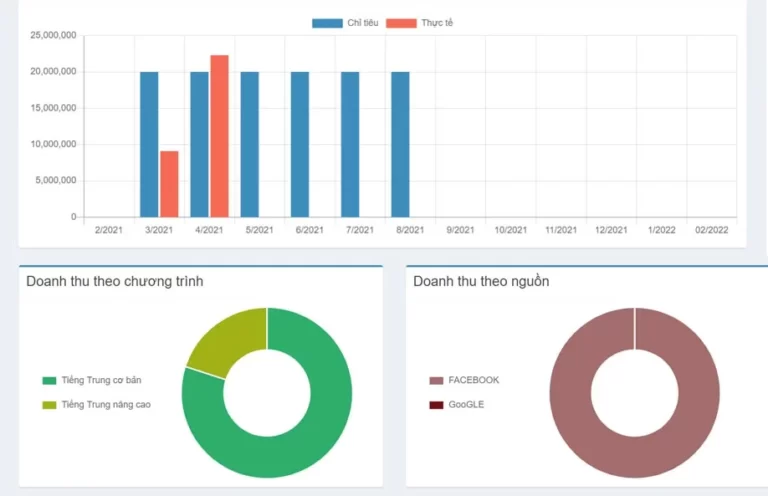 Chỉ tiêu Thực tế
25,000,000
20,000,000
15,000,000
10,000,000
5,000,000
0
2/2021 3/2021 4/2021 5/2021 6/2021 7/2021 8/2021 9/2021 10/2021 11/2021 12/2021 1/2022 02/2022
Doanh thu theo chương trình
Tiếng Trung cơ bản
Tiếng Trung nâng cao
Doanh thu theo nguồn
FACEBOOK
GooGLE